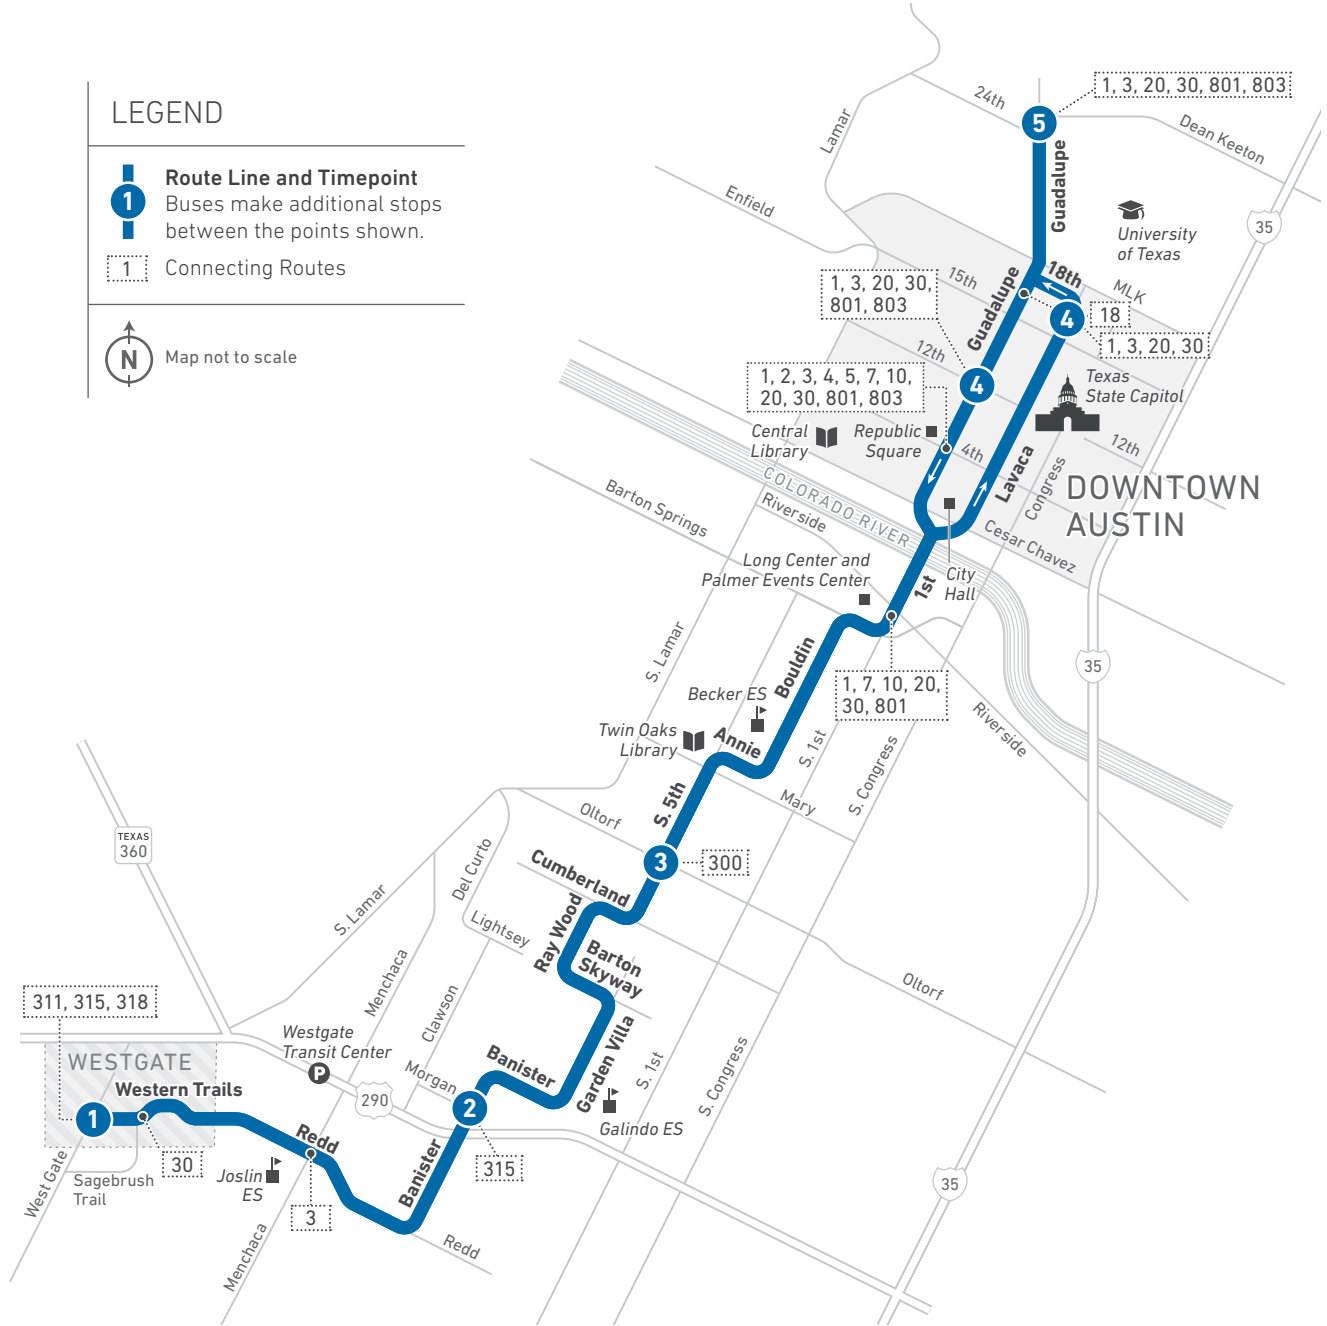 LEGEND
1
Route Line and Timepoint
Buses make additional stops
between the points shown.
1
Connecting Routes
N
Map not to scale
24th
5
1, 3, 20, 30, 801, 803
Dean Keeton
Lamar
Guadalupe
Enfield
University
of Texas
35
18th
MLK
15th
1, 3, 20, 30,
801, 803
Guadalupe
4
18
1, 3, 20, 30
12th
4
Texas
State Capitol
1, 2, 3, 4, 5, 7, 10,
20, 30, 801, 803
Central
Library
Republic
Square
4th
12th
Lavaca
Congress
DOWNTOWN
AUSTIN
COLORADO RIVER
Barton Springs
Riverside
Cesar Chavez
Long Center and
Palmer Events Center
1st
City
Hall
S. Lamar
Bouldin
35
1, 7, 10, 20,
30, 801
Becker ES
Twin Oaks
Library
Annie
S. 1st
Riverside
S. Congress
S. 5th
Mary
Oltorf
TEXAS
360
3
300
Del Curto
Cumberland
S. Lamar
Ray Wood
Lightsey
Barton
Skyway
Oltorf
Menchaca
Clawson
311, 315, 318
Westgate
Transit Center
P
WESTGATE
Western Trails
Garden Villa
Banister
Morgan
S. 1st
S. Congress
290
1
2
Galindo ES
Redd
Banister
315
30
Joslin
ES
West Gate
Sagebrush
Trail
3
35
Menchaca
Redd